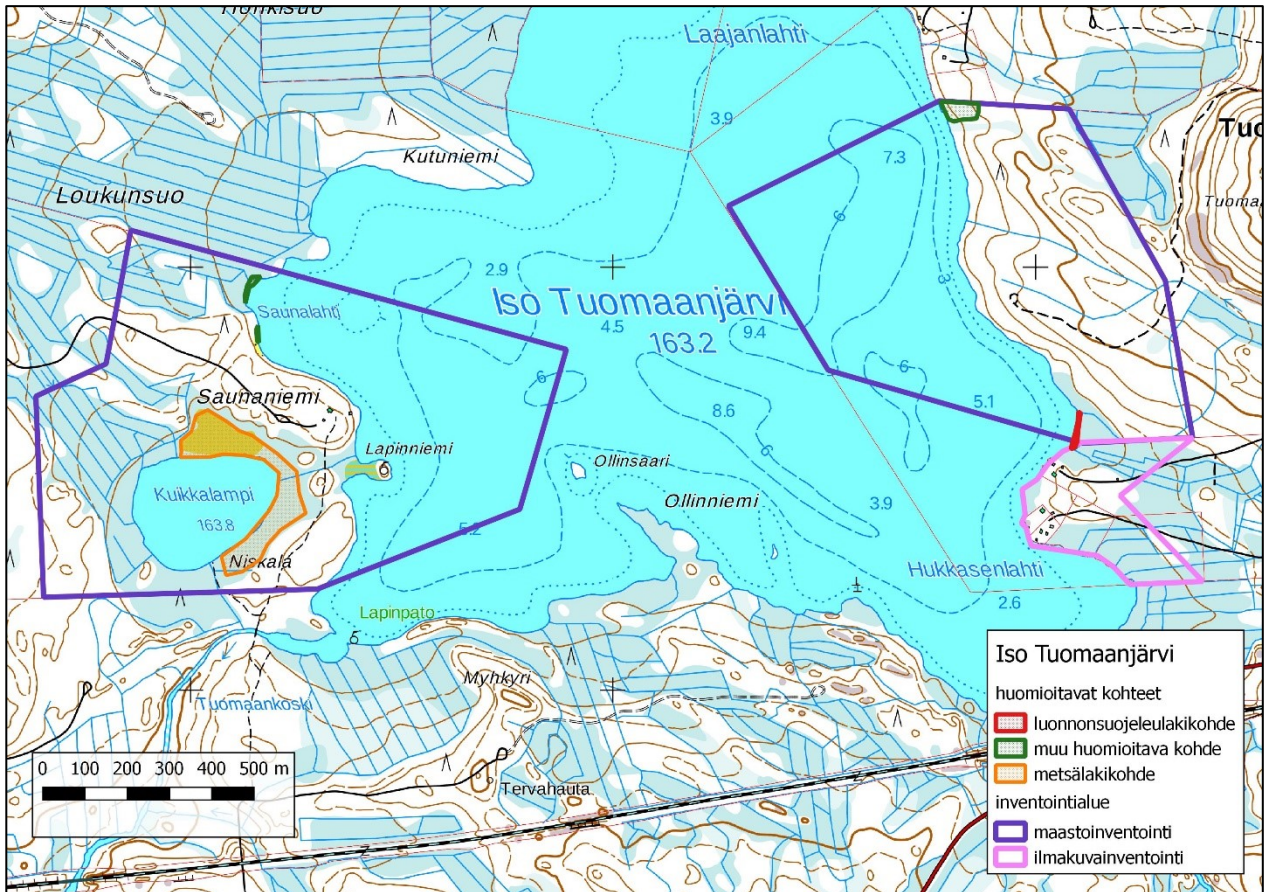 Laajanlahti
3.9
Kutuniemi
7.3
Loukunsuo
6
2.9
3
Saunalahti
Iso Tuomaanjärvi
4.5
163.2
9.4
6
6
5.1
Saunaniemi
8.6
Lapinniemi
Ollinsaari
6
Kuikkalampi
163.8
Ollinniemi
3.9
5.2
Niskala
Hukkasenlahti
2.6
Lapinpato
Myhkyri
Tuomaankoski
Tervahauta
0 100 200 300 400 500 m
Iso Tuomaanjärvi
huomioitavat kohteet
luonnonsuojeleulakikohde
muu huomioitava kohde
metsälakikohde
inventointialue
maastoinventointi
ilmakuvainventointi